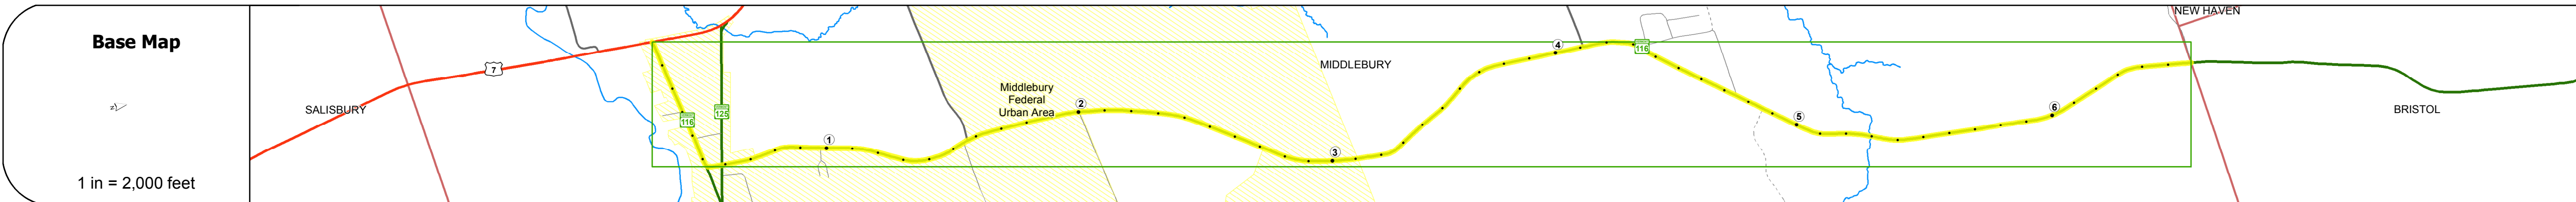 Base Map
1 in = 2,000 feet
SALISBURY
7
116
125
1
Middlebury
Federal
Urban Area
2
3
MIDDLEBURY
4
116
5
6
NEW HAVEN
BRISTOL